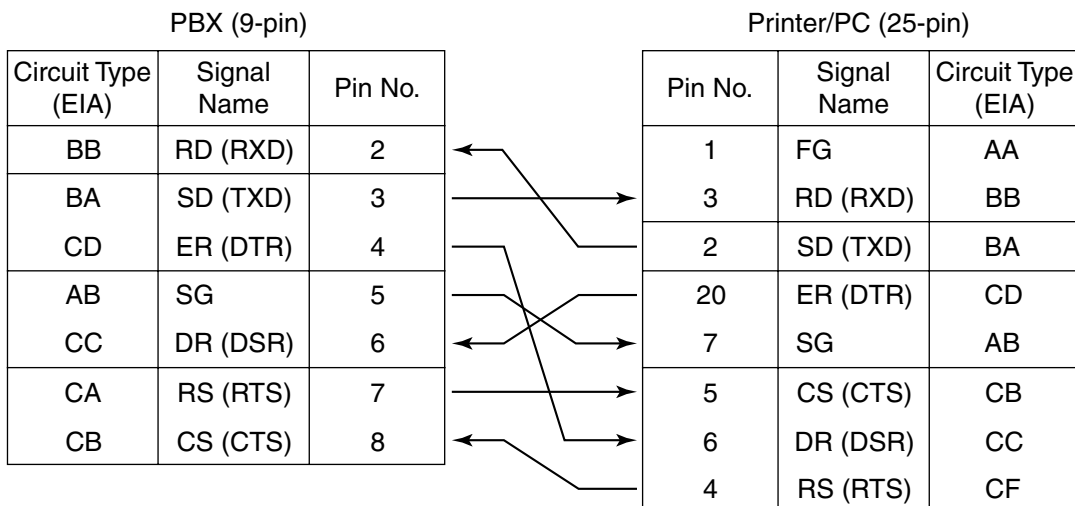 PBX (9-pin)
Circuit Type (EIA) Signal Name Pin No.
BB RD (RXD) 2
BA SD (TXD) 3
CD ER (DTR) 4
AB SG 5
CC DR (DSR) 6
CA RS (RTS) 7
CB CS (CTS) 8
Printer/PC (25-pin)
Pin No. Signal Name Circuit Type (EIA)
1 FG AA
3 RD (RXD) BB
2 SD (TXD) BA
20 ER (DTR) CD
7 SG AB
5 CS (CTS) CB
6 DR (DSR) CC
4 RS (RTS) CF